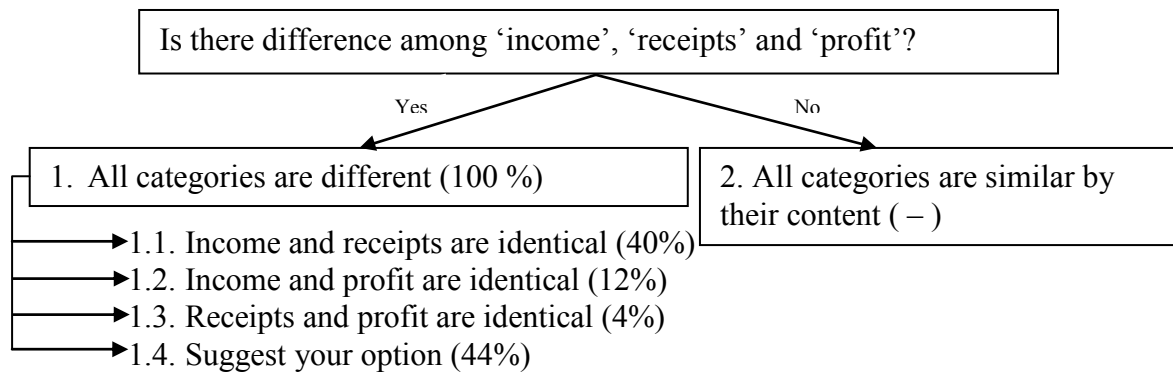 Is there difference among ‘income’, ‘receipts’ and ‘profit’?
Yes
No
1. All categories are different (100 %)
2. All categories are similar by
their content ( – )
1.1. Income and receipts are identical (40%)
1.2. Income and profit are identical (12%)
1.3. Receipts and profit are identical (4%)
1.4. Suggest your option (44%)